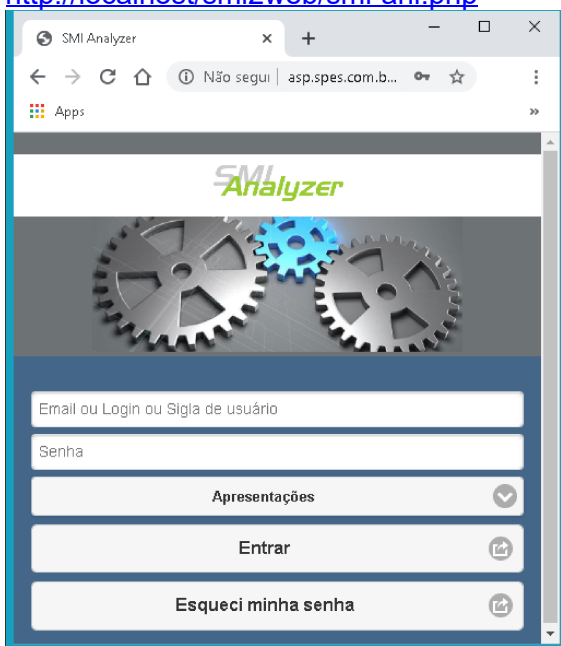 http://localhost/smi2web/smi-anl.php
SMI Analyzer
Não segui
asp.spes.com.b...
Apps
SMI
Analyzer
Email ou Login ou Sigla de usuário
Senha
Apresentações
Entrar
Esqueci minha senha